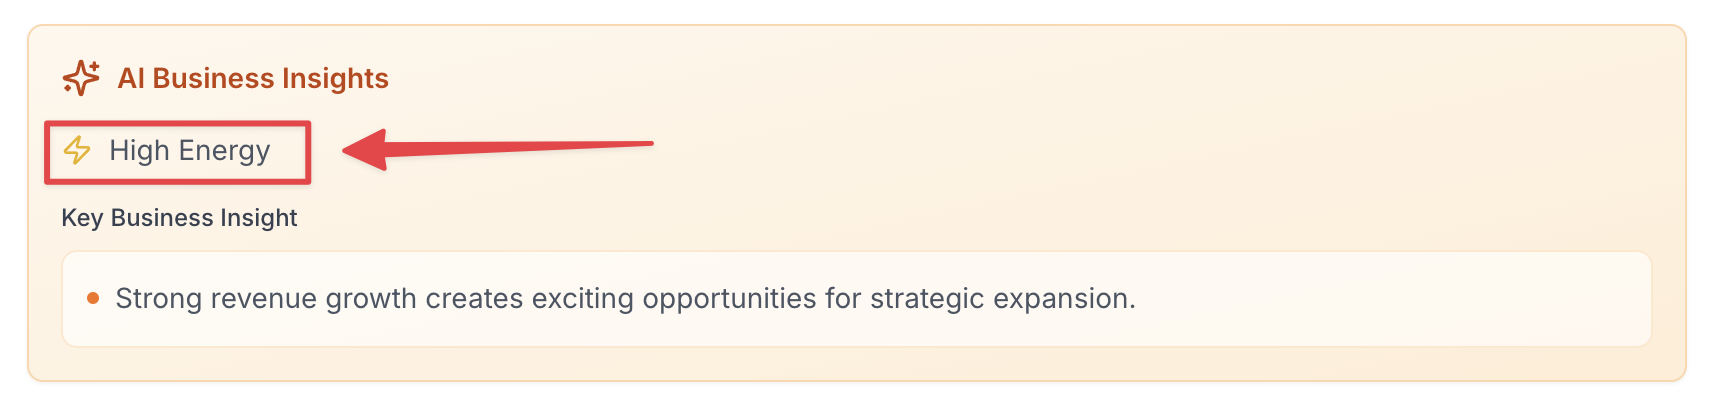 AI Business Insights
High Energy
Key Business Insight
Strong revenue growth creates exciting opportunities for strategic expansion.